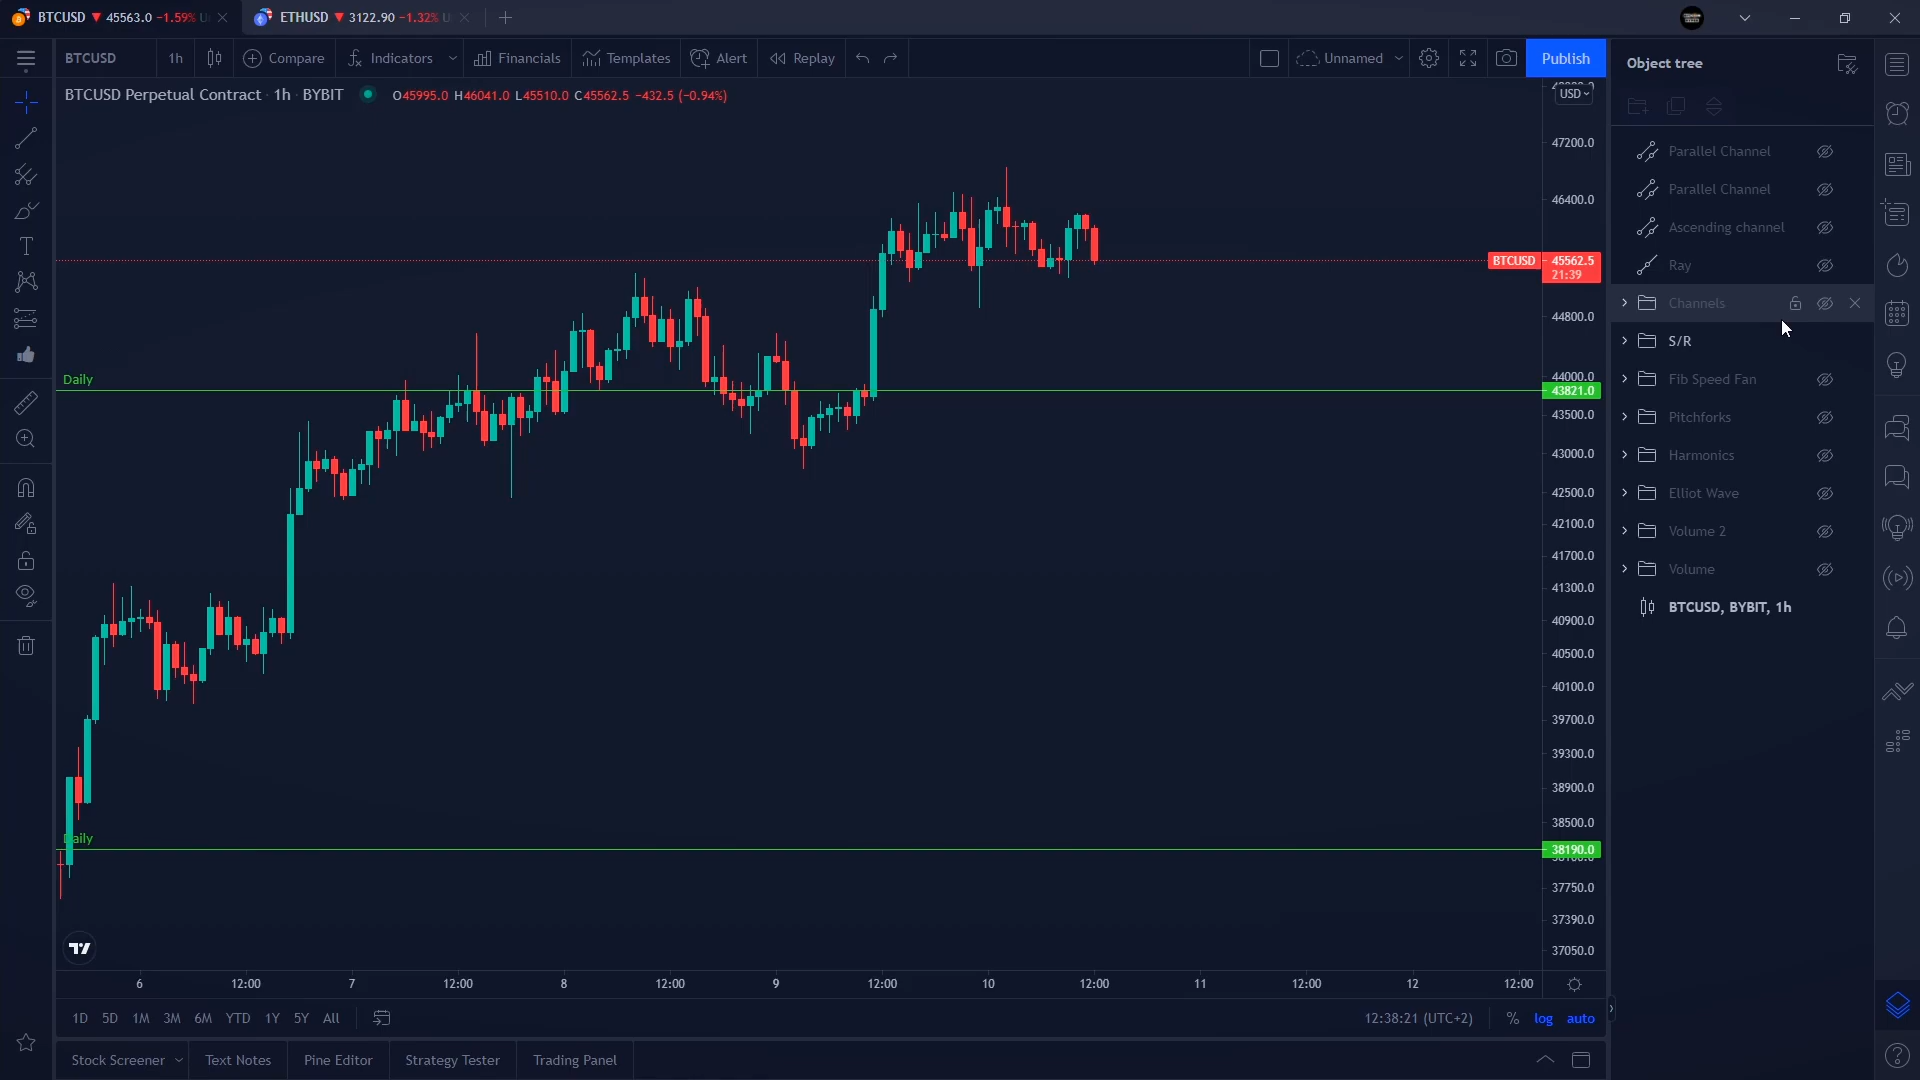 BTCUSD ▼ 45563.0 −1.59% U
ETHUSD ▼ 3122.90 −1.32% U
BTCUSD 1h Compare Indicators Financials Templates Alert Replay Unnamed Publish
BTCUSD Perpetual Contract · 1h · BYBIT O45995.0 H46041.0 L45510.0 C45562.5 −432.5 (−0.94%)
USD
47200.0
46400.0
BTCUSD 45562.5
21:39
44800.0
44000.0
Daily 43821.0
43500.0
43000.0
42500.0
42100.0
41700.0
41300.0
40900.0
40500.0
40100.0
39700.0
39300.0
38900.0
38500.0
Daily 38190.0
37750.0
37390.0
37050.0
6 12:00 7 12:00 8 12:00 9 12:00 10 12:00 11 12:00 12 12:00
1D 5D 1M 3M 6M YTD 1Y 5Y All 12:38:21 (UTC+2) % log auto
Stock Screener Text Notes Pine Editor Strategy Tester Trading Panel
Object tree
Parallel Channel
Parallel Channel
Ascending channel
Ray
Channels
S/R
Fib Speed Fan
Pitchforks
Harmonics
Elliot Wave
Volume 2
Volume
BTCUSD, BYBIT, 1h